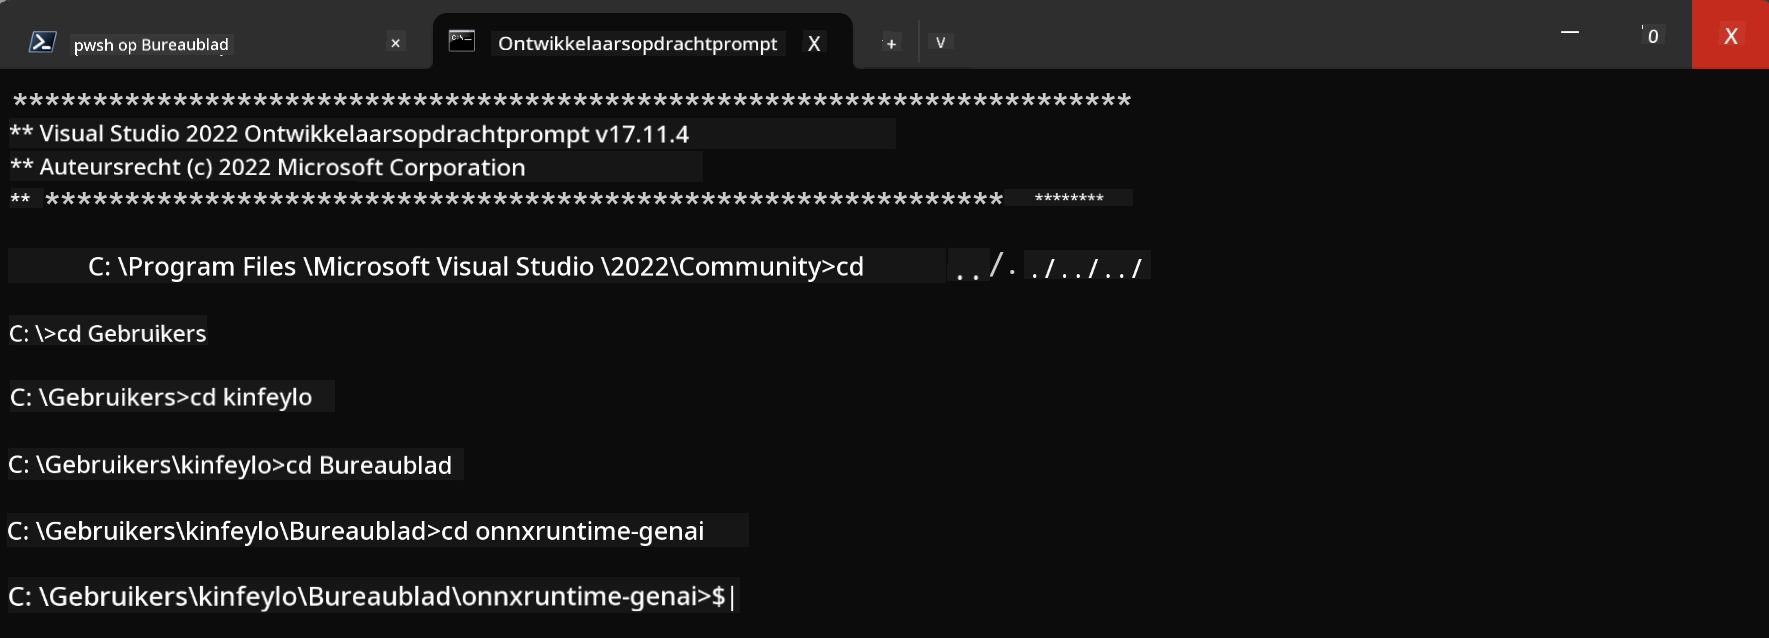 pwsh op Bureaublad × Ontwikkelaarsopdrachtprompt X + V — 0 X
**********************************************************************
** Visual Studio 2022 Ontwikkelaarsopdrachtprompt v17.11.4
** Auteursrecht (c) 2022 Microsoft Corporation
** ************************************************************ ********
C: \Program Files \Microsoft Visual Studio \2022\Community>cd ../. ./../../
C: \>cd Gebruikers
C: \Gebruikers>cd kinfeylo
C: \Gebruikers\kinfeylo>cd Bureaublad
C: \Gebruikers\kinfeylo\Bureaublad>cd onnxruntime-genai
C: \Gebruikers\kinfeylo\Bureaublad\onnxruntime-genai>$|